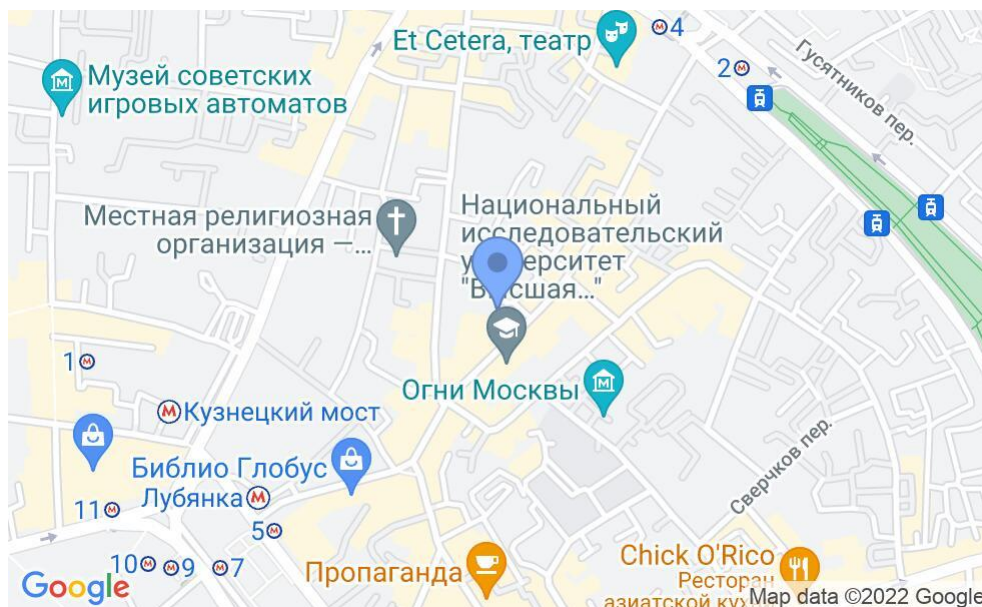 Et Cetera, театр
4
2
Гусятников пер.
Музей советских
игровых автоматов
Местная религиозная
организация —...
Национальный
исследовательский
ерситет
"Высшая..."
Огни Москвы
1
Кузнецкий мост
Библио Глобус
Лубянка
11
5
10
9
7
Сверчков пер.
Пропаганда
Chick O'Rico
Ресторан
азиатской
Google
Map data ©2022 Google